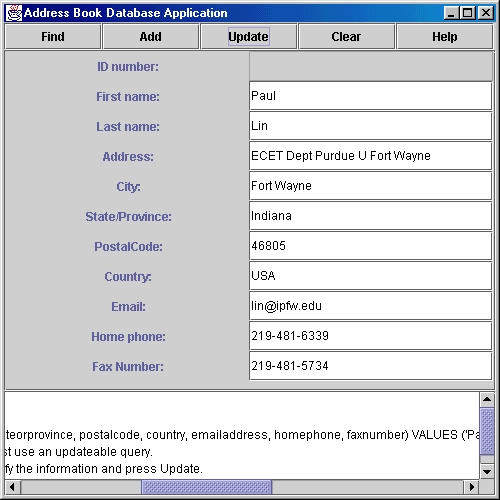 Address Book Database Application
Find Add Update Clear Help
ID number:
First name: Paul
Last name: Lin
Address: ECET Dept Purdue U Fort Wayne
City: Fort Wayne
State/Province: Indiana
PostalCode: 46805
Country: USA
Email: lin@ipfw.edu
Home phone: 219-481-6339
Fax Number: 219-481-5734
teorprovince, postalcode, country, emailaddress, homephone, faxnumber) VALUES ('Pa
st use an updateable query.
fy the information and press Update.